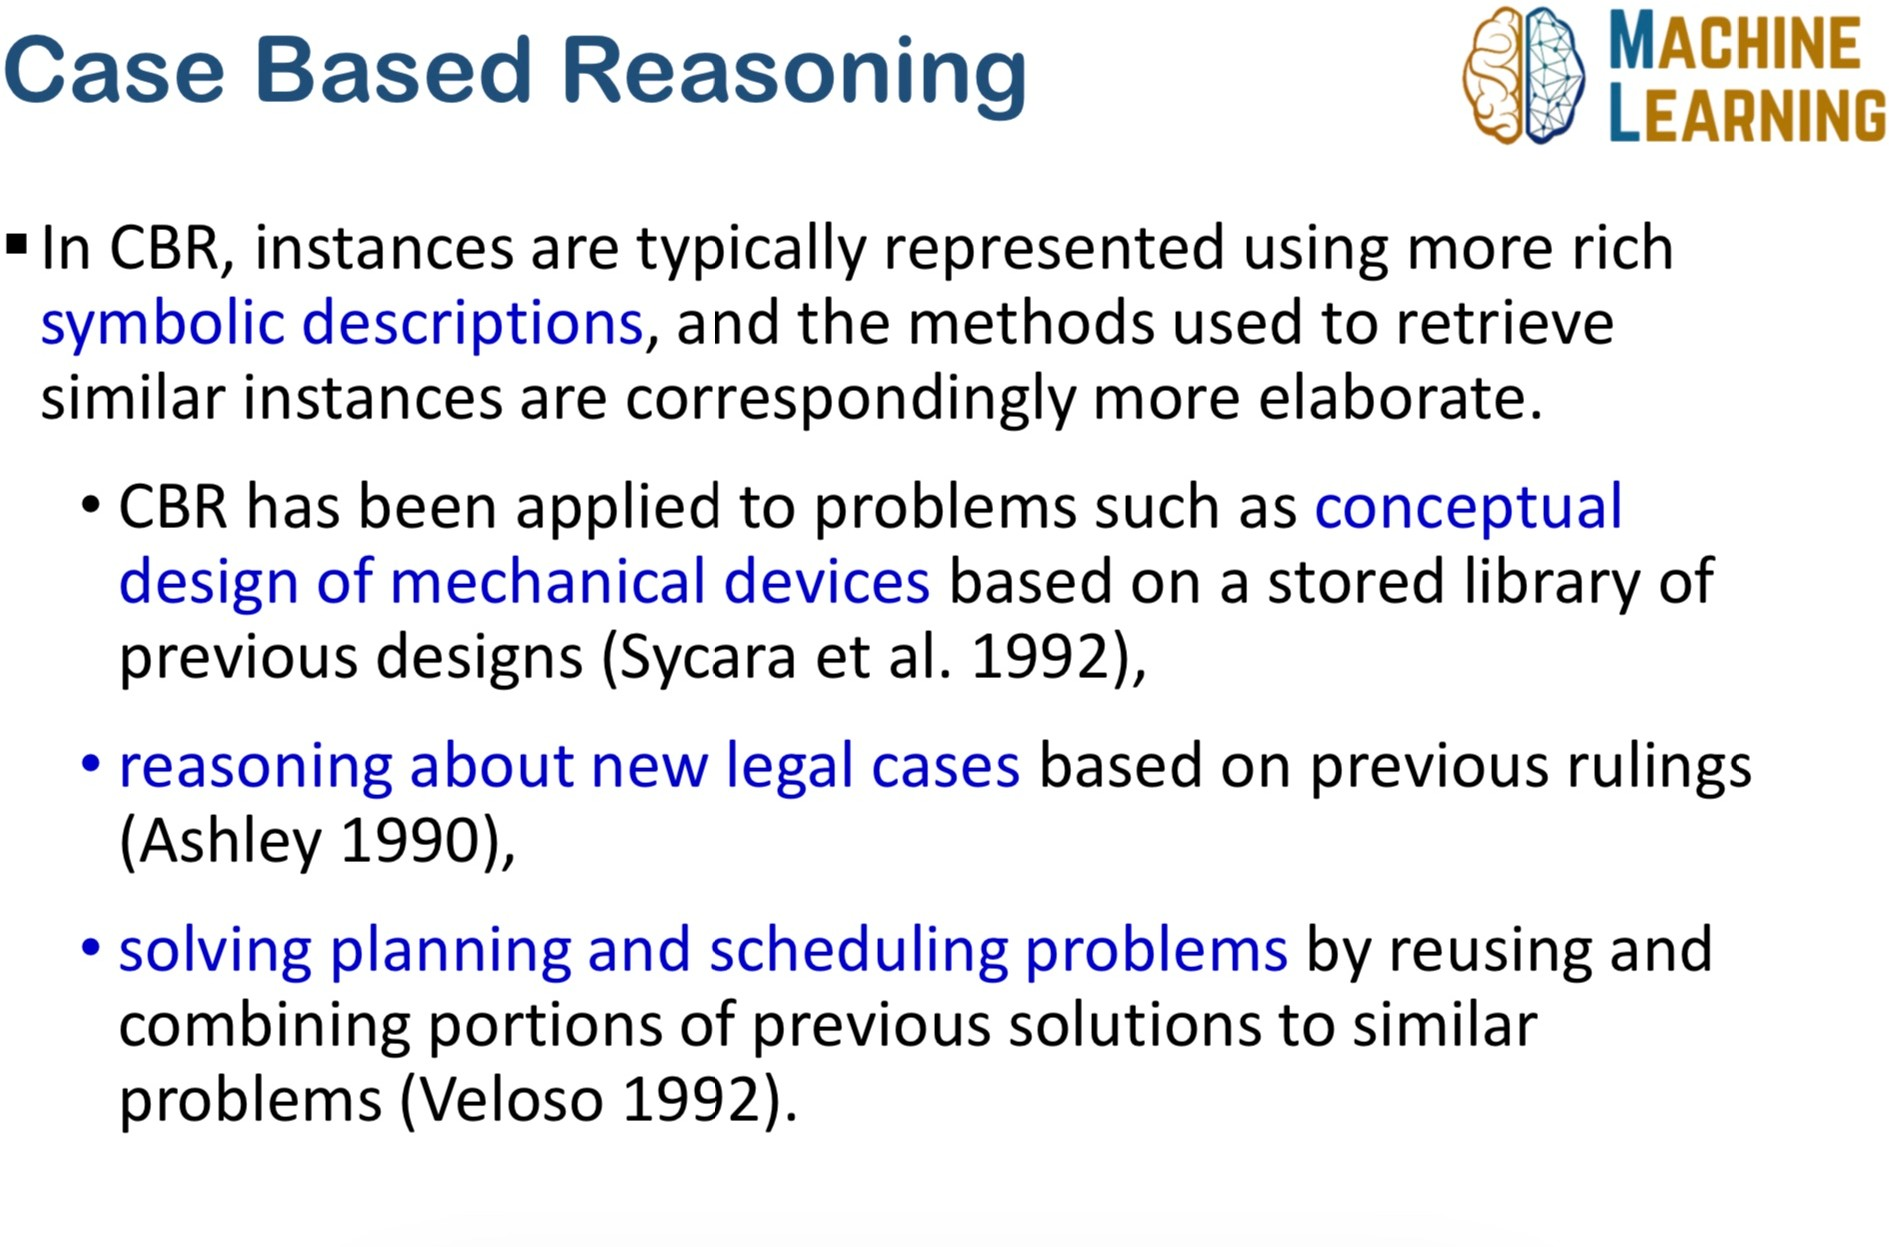 Case Based Reasoning
MACHINE
LEARNING
▪ In CBR, instances are typically represented using more rich
symbolic descriptions, and the methods used to retrieve
similar instances are correspondingly more elaborate.
• CBR has been applied to problems such as conceptual
design of mechanical devices based on a stored library of
previous designs (Sycara et al. 1992),
• reasoning about new legal cases based on previous rulings
(Ashley 1990),
• solving planning and scheduling problems by reusing and
combining portions of previous solutions to similar
problems (Veloso 1992).